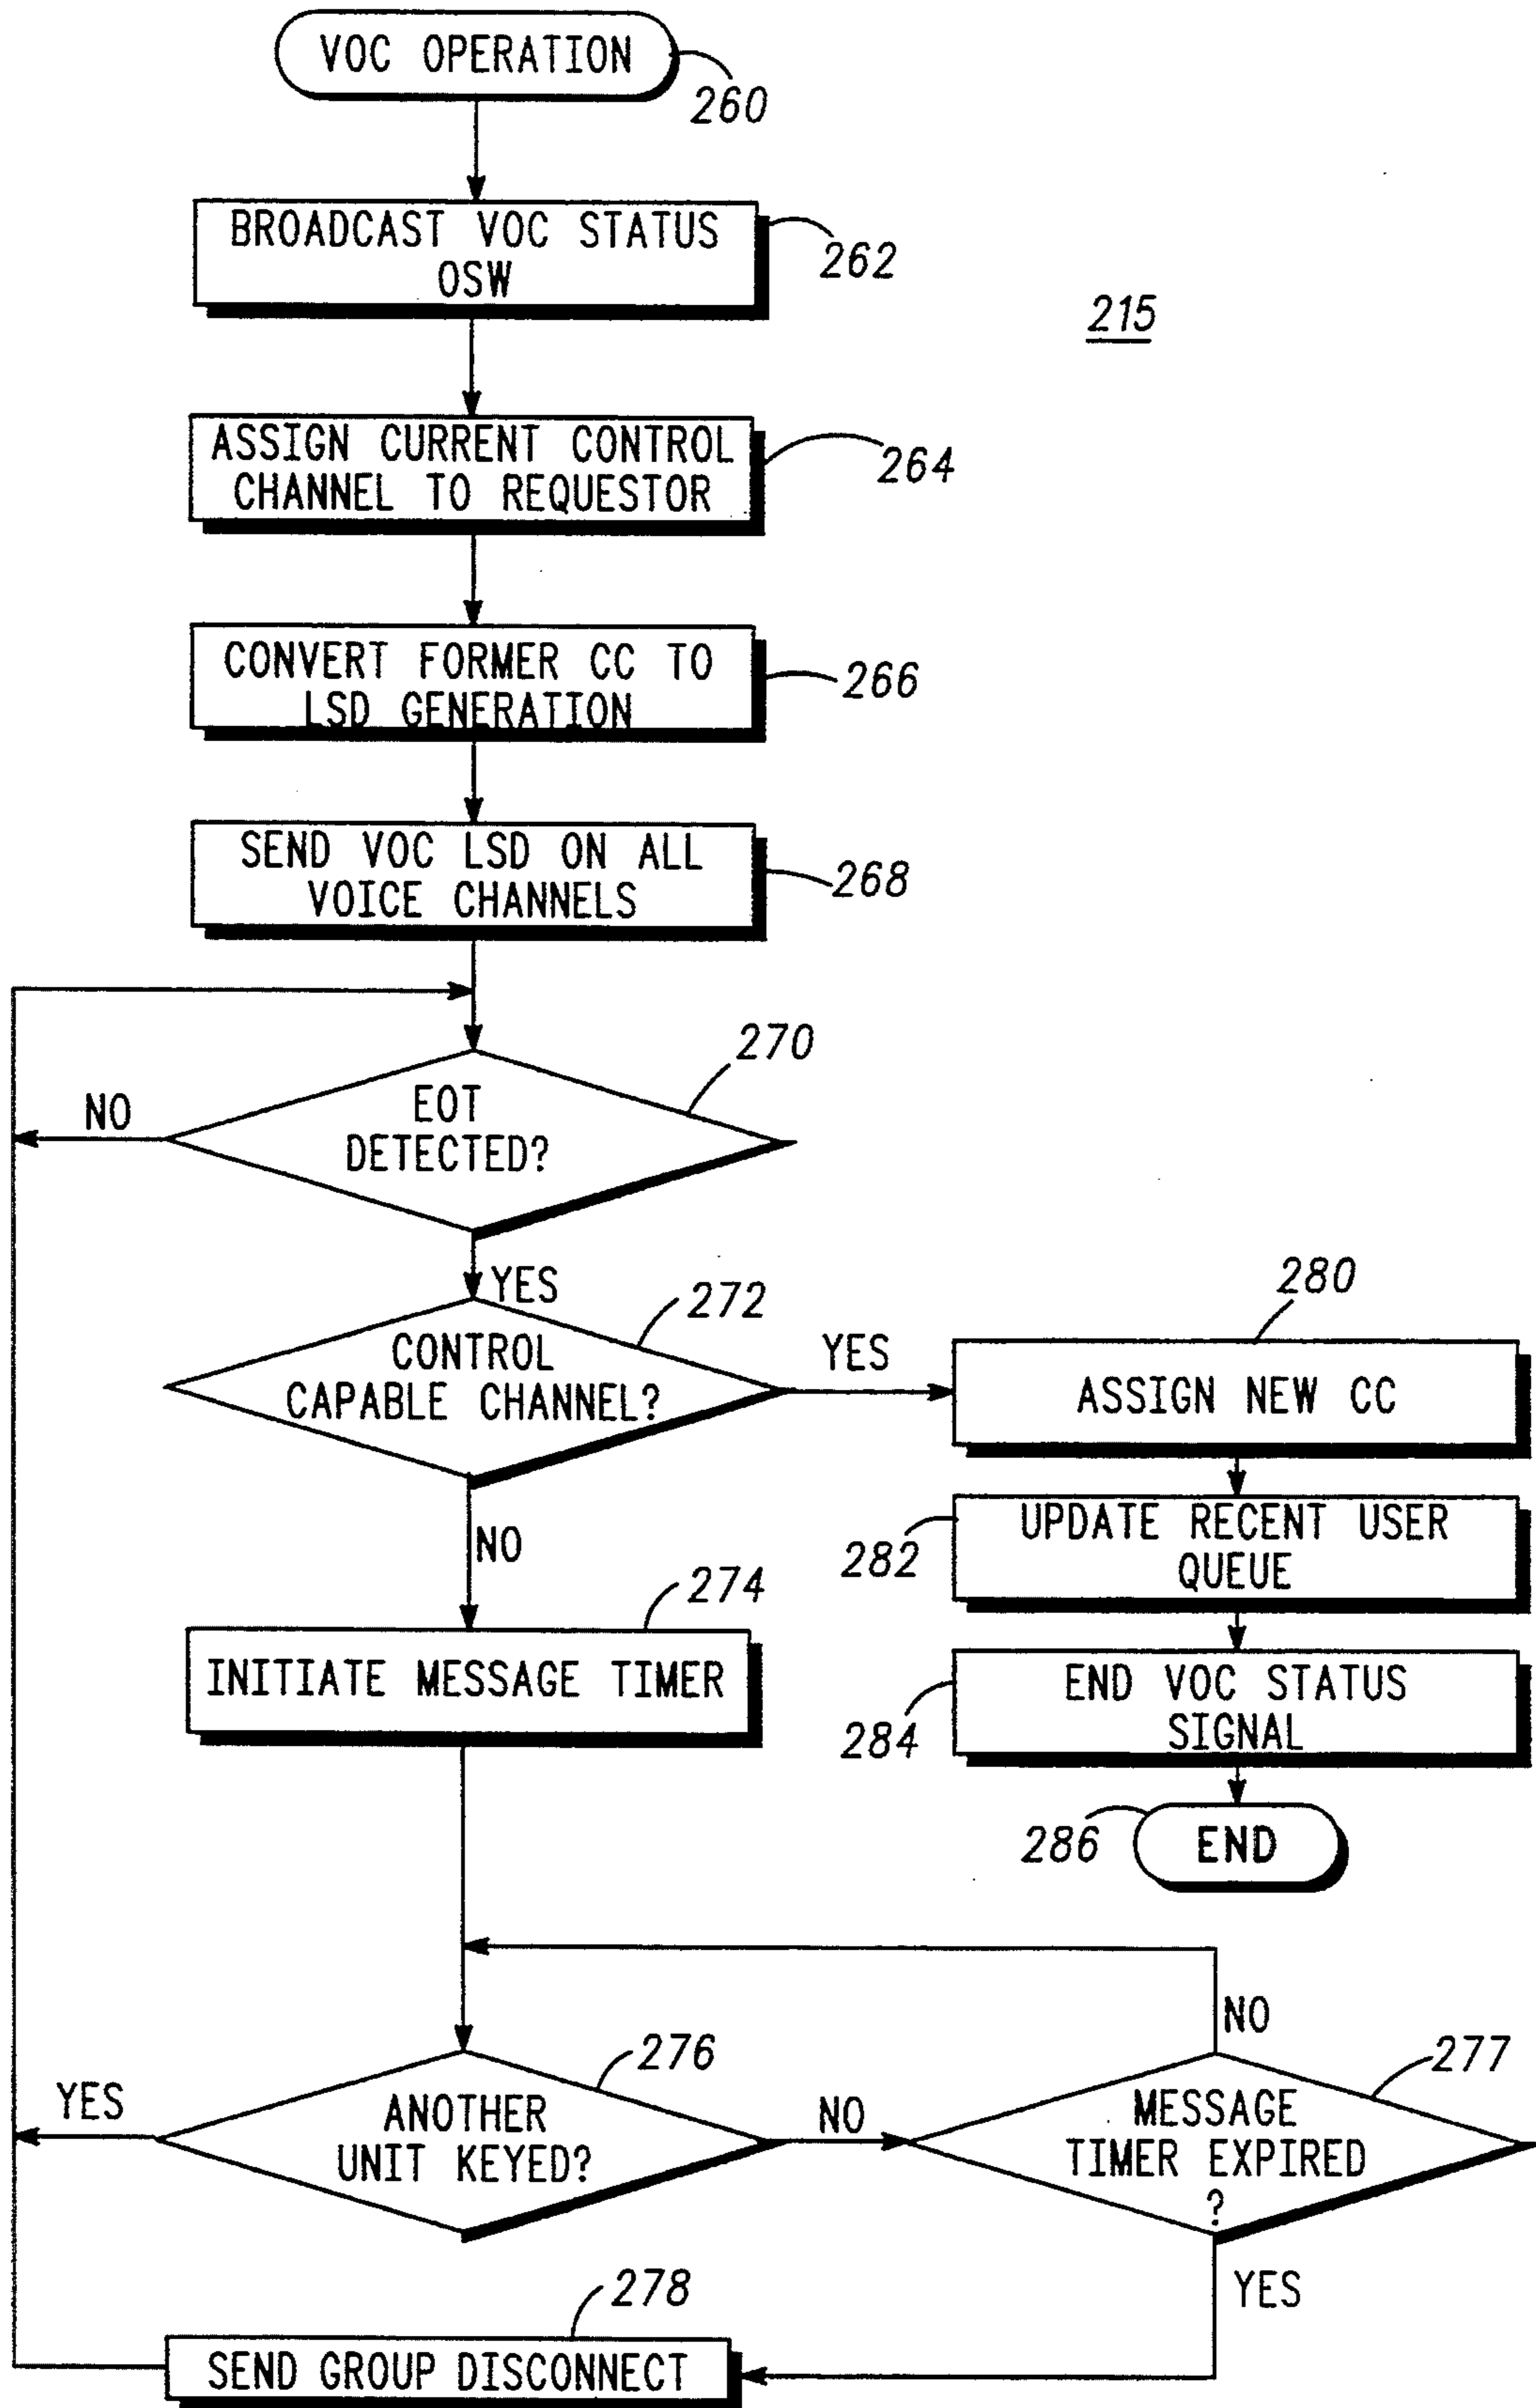 VOC OPERATION
260
BROADCAST VOC STATUS
OSW
262
215
ASSIGN CURRENT CONTROL
CHANNEL TO REQUESTOR
264
CONVERT FORMER CC TO
LSD GENERATION
266
SEND VOC LSD ON ALL
VOICE CHANNELS
268
270
EOT
DETECTED?
NO
YES
272
CONTROL
CAPABLE CHANNEL?
YES
280
ASSIGN NEW CC
NO
282
UPDATE RECENT USER
QUEUE
274
INITIATE MESSAGE TIMER
284
END VOC STATUS
SIGNAL
286
END
NO
276
277
YES
ANOTHER
UNIT KEYED?
NO
MESSAGE
TIMER EXPIRED
?
YES
278
SEND GROUP DISCONNECT